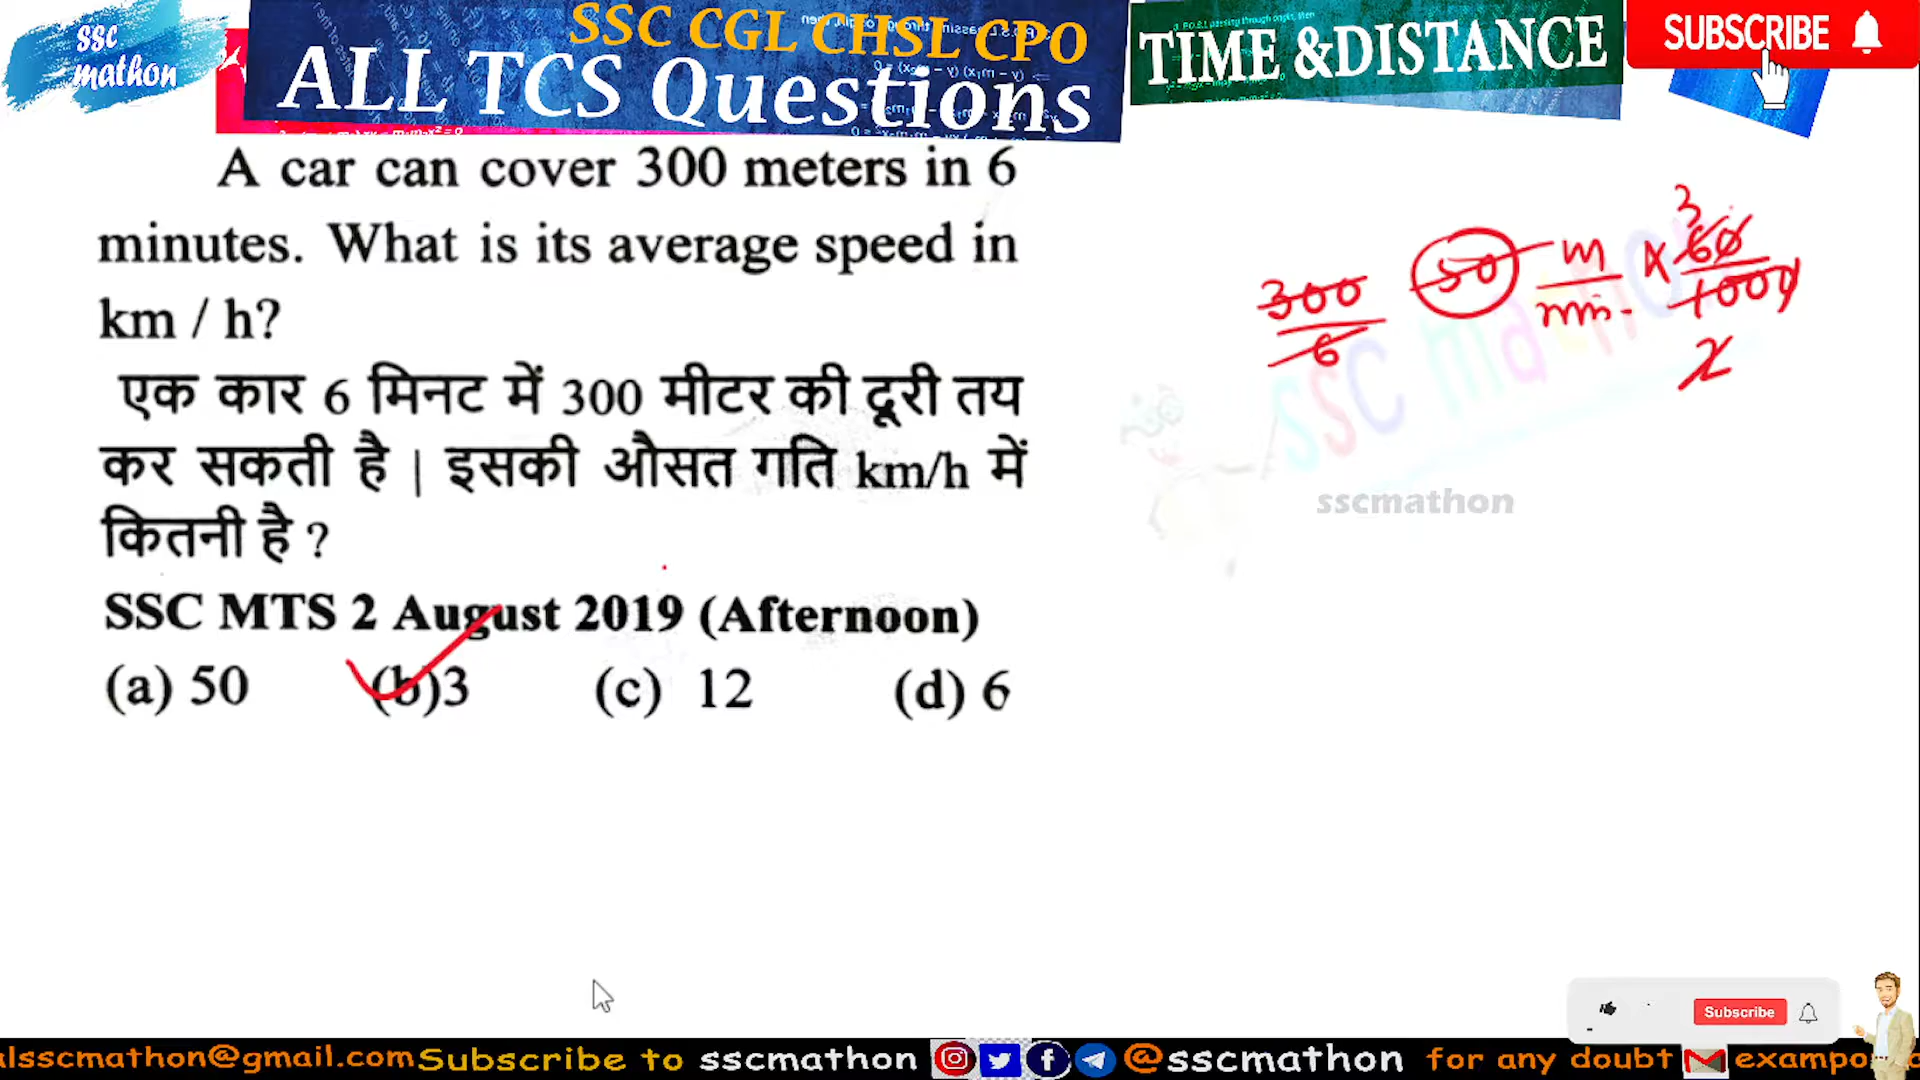 ssc
mathon
SSC CGL CHSL CPO
ALL TCS Questions
TIME &DISTANCE
SUBSCRIBE
A car can cover 300 meters in 6
minutes. What is its average speed in
km / h?
एक कार 6 मिनट में 300 मीटर की दूरी तय
कर सकती है | इसकी औसत गति km/h में
कितनी है ?
SSC MTS 2 August 2019 (Afternoon)
(a) 50 (b)3 (c) 12 (d) 6
300
6
50 m
min.
× 60
1000
3
2
SSC mathon
sscmathon
Subscribe
alsscmathon@gmail.com Subscribe to sscmathon @sscmathon for any doubt exampo